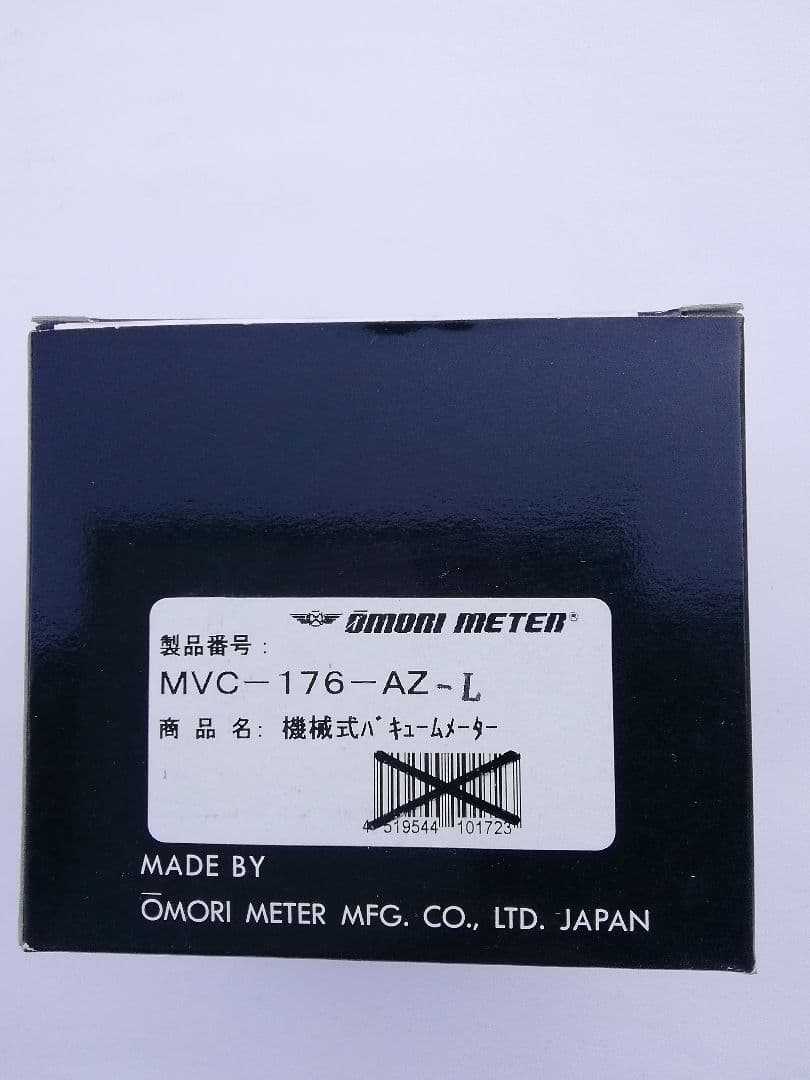 ŌMORI METER®
製品番号:
MVC-176-AZ-L
商品名: 機械式ﾊﾞｷｭｰﾑﾒｰﾀｰ
4 519544 101723
MADE BY
ŌMORI METER MFG. CO., LTD. JAPAN